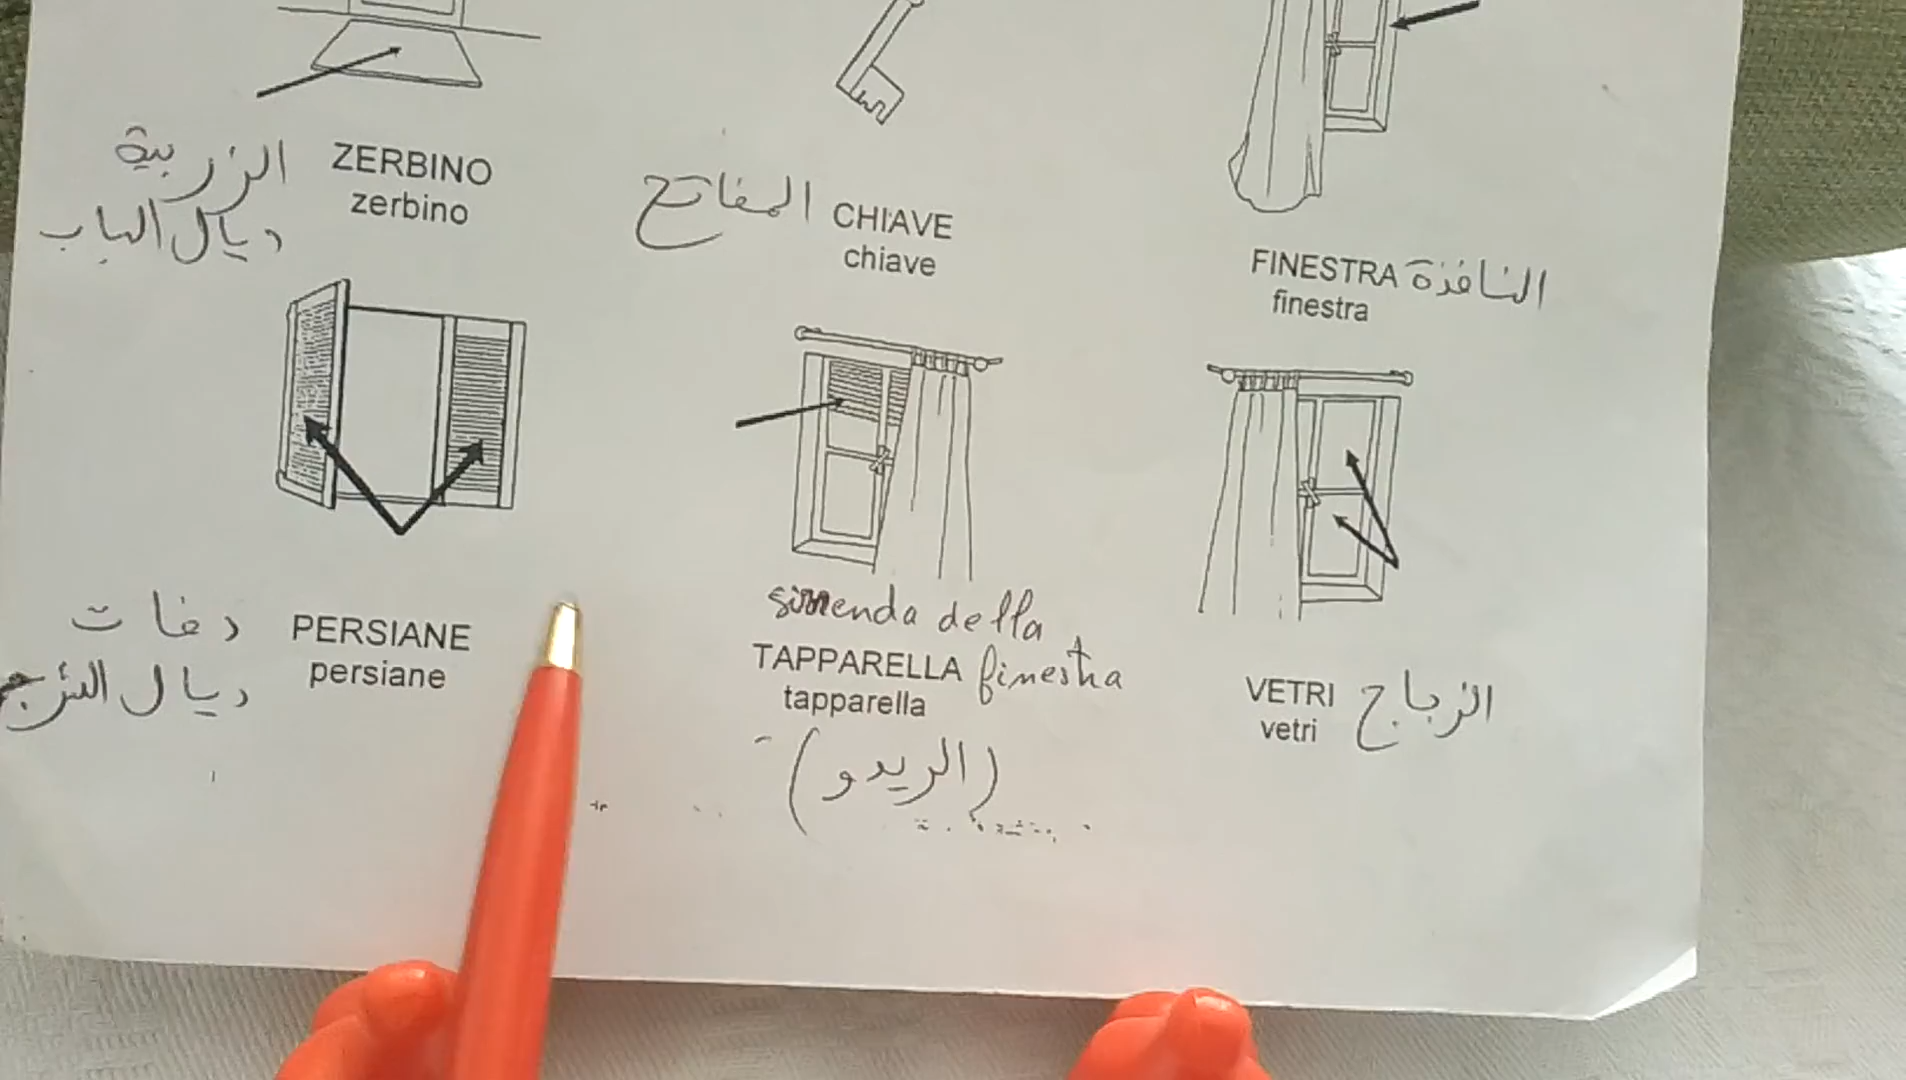 الزربية ZERBINO
ديال الباب zerbino
المفاتح CHIAVE
chiave
FINESTRA النافذة
finestra
دفات PERSIANE
ديال persiane
della
TAPPARELLA finestra
tapparella
(الريدو)
VETRI الزجاج
vetri